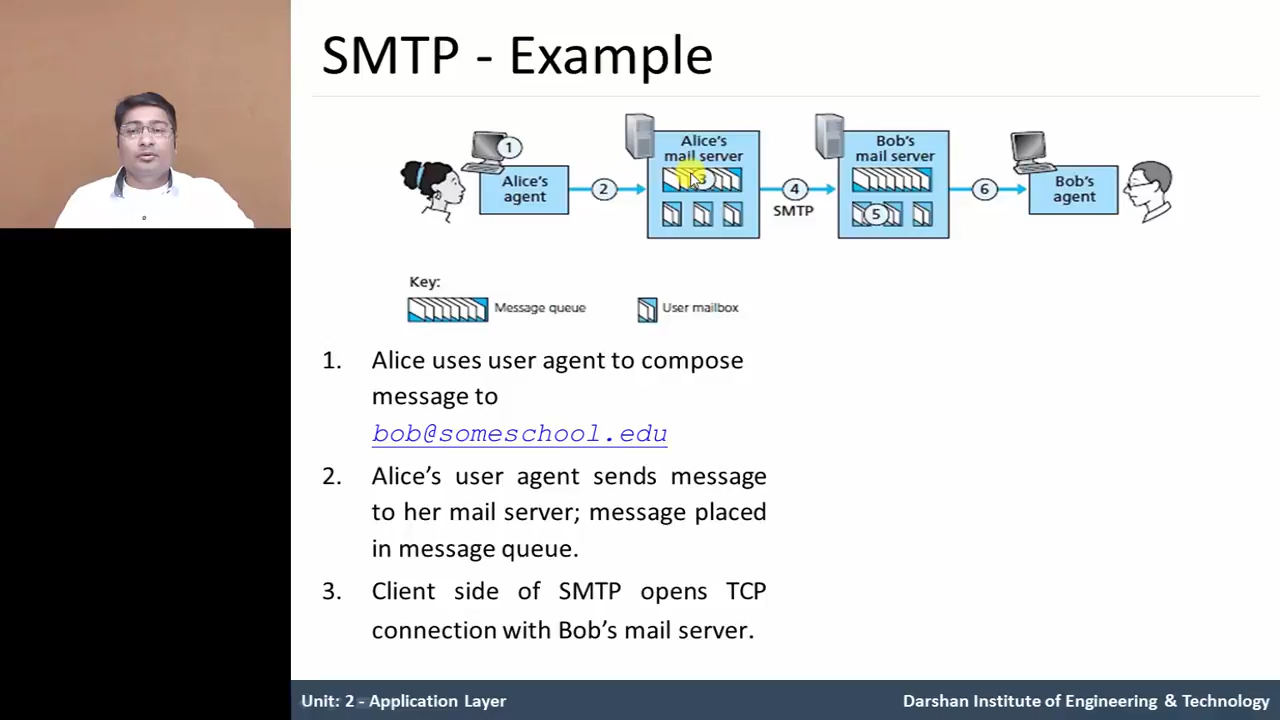 SMTP - Example
1
Alice's
agent
2
Alice's
mail server
3
4
SMTP
Bob's
mail server
5
6
Bob's
agent
Key:
Message queue
User mailbox
1. Alice uses user agent to compose
message to
bob@someschool.edu
2. Alice’s user agent sends message
to her mail server; message placed
in message queue.
3. Client side of SMTP opens TCP
connection with Bob’s mail server.
Unit: 2 - Application Layer
Darshan Institute of Engineering & Technology